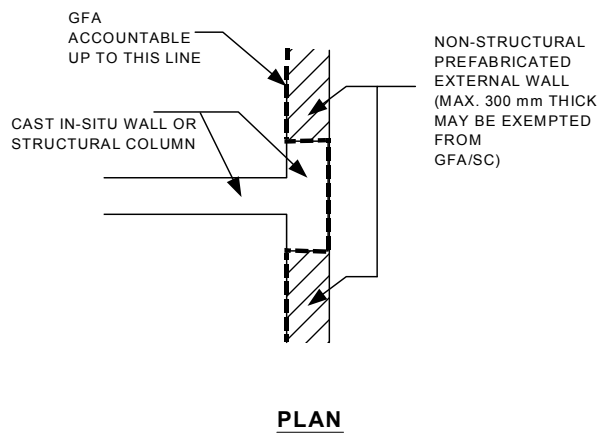 GFA
ACCOUNTABLE
UP TO THIS LINE
NON-STRUCTURAL
PREFABRICATED
EXTERNAL WALL
(MAX. 300 mm THICK
MAY BE EXEMPTED
FROM
GFA/SC)
CAST IN-SITU WALL OR
STRUCTURAL COLUMN
PLAN